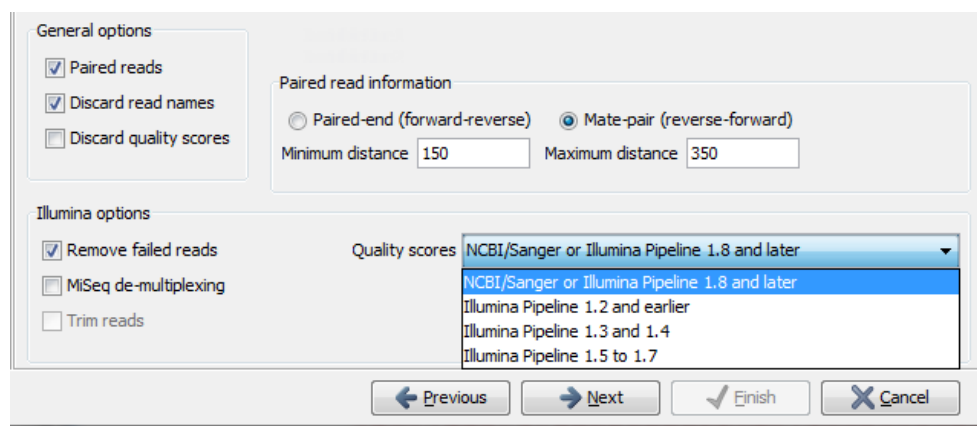 General options
Paired reads
Discard read names
Discard quality scores
Paired read information
Paired-end (forward-reverse) Mate-pair (reverse-forward)
Minimum distance 150 Maximum distance 350
Illumina options
Remove failed reads
MiSeq de-multiplexing
Trim reads
Quality scores NCBI/Sanger or Illumina Pipeline 1.8 and later
NCBI/Sanger or Illumina Pipeline 1.8 and later
Illumina Pipeline 1.2 and earlier
Illumina Pipeline 1.3 and 1.4
Illumina Pipeline 1.5 to 1.7
Previous Next Finish Cancel